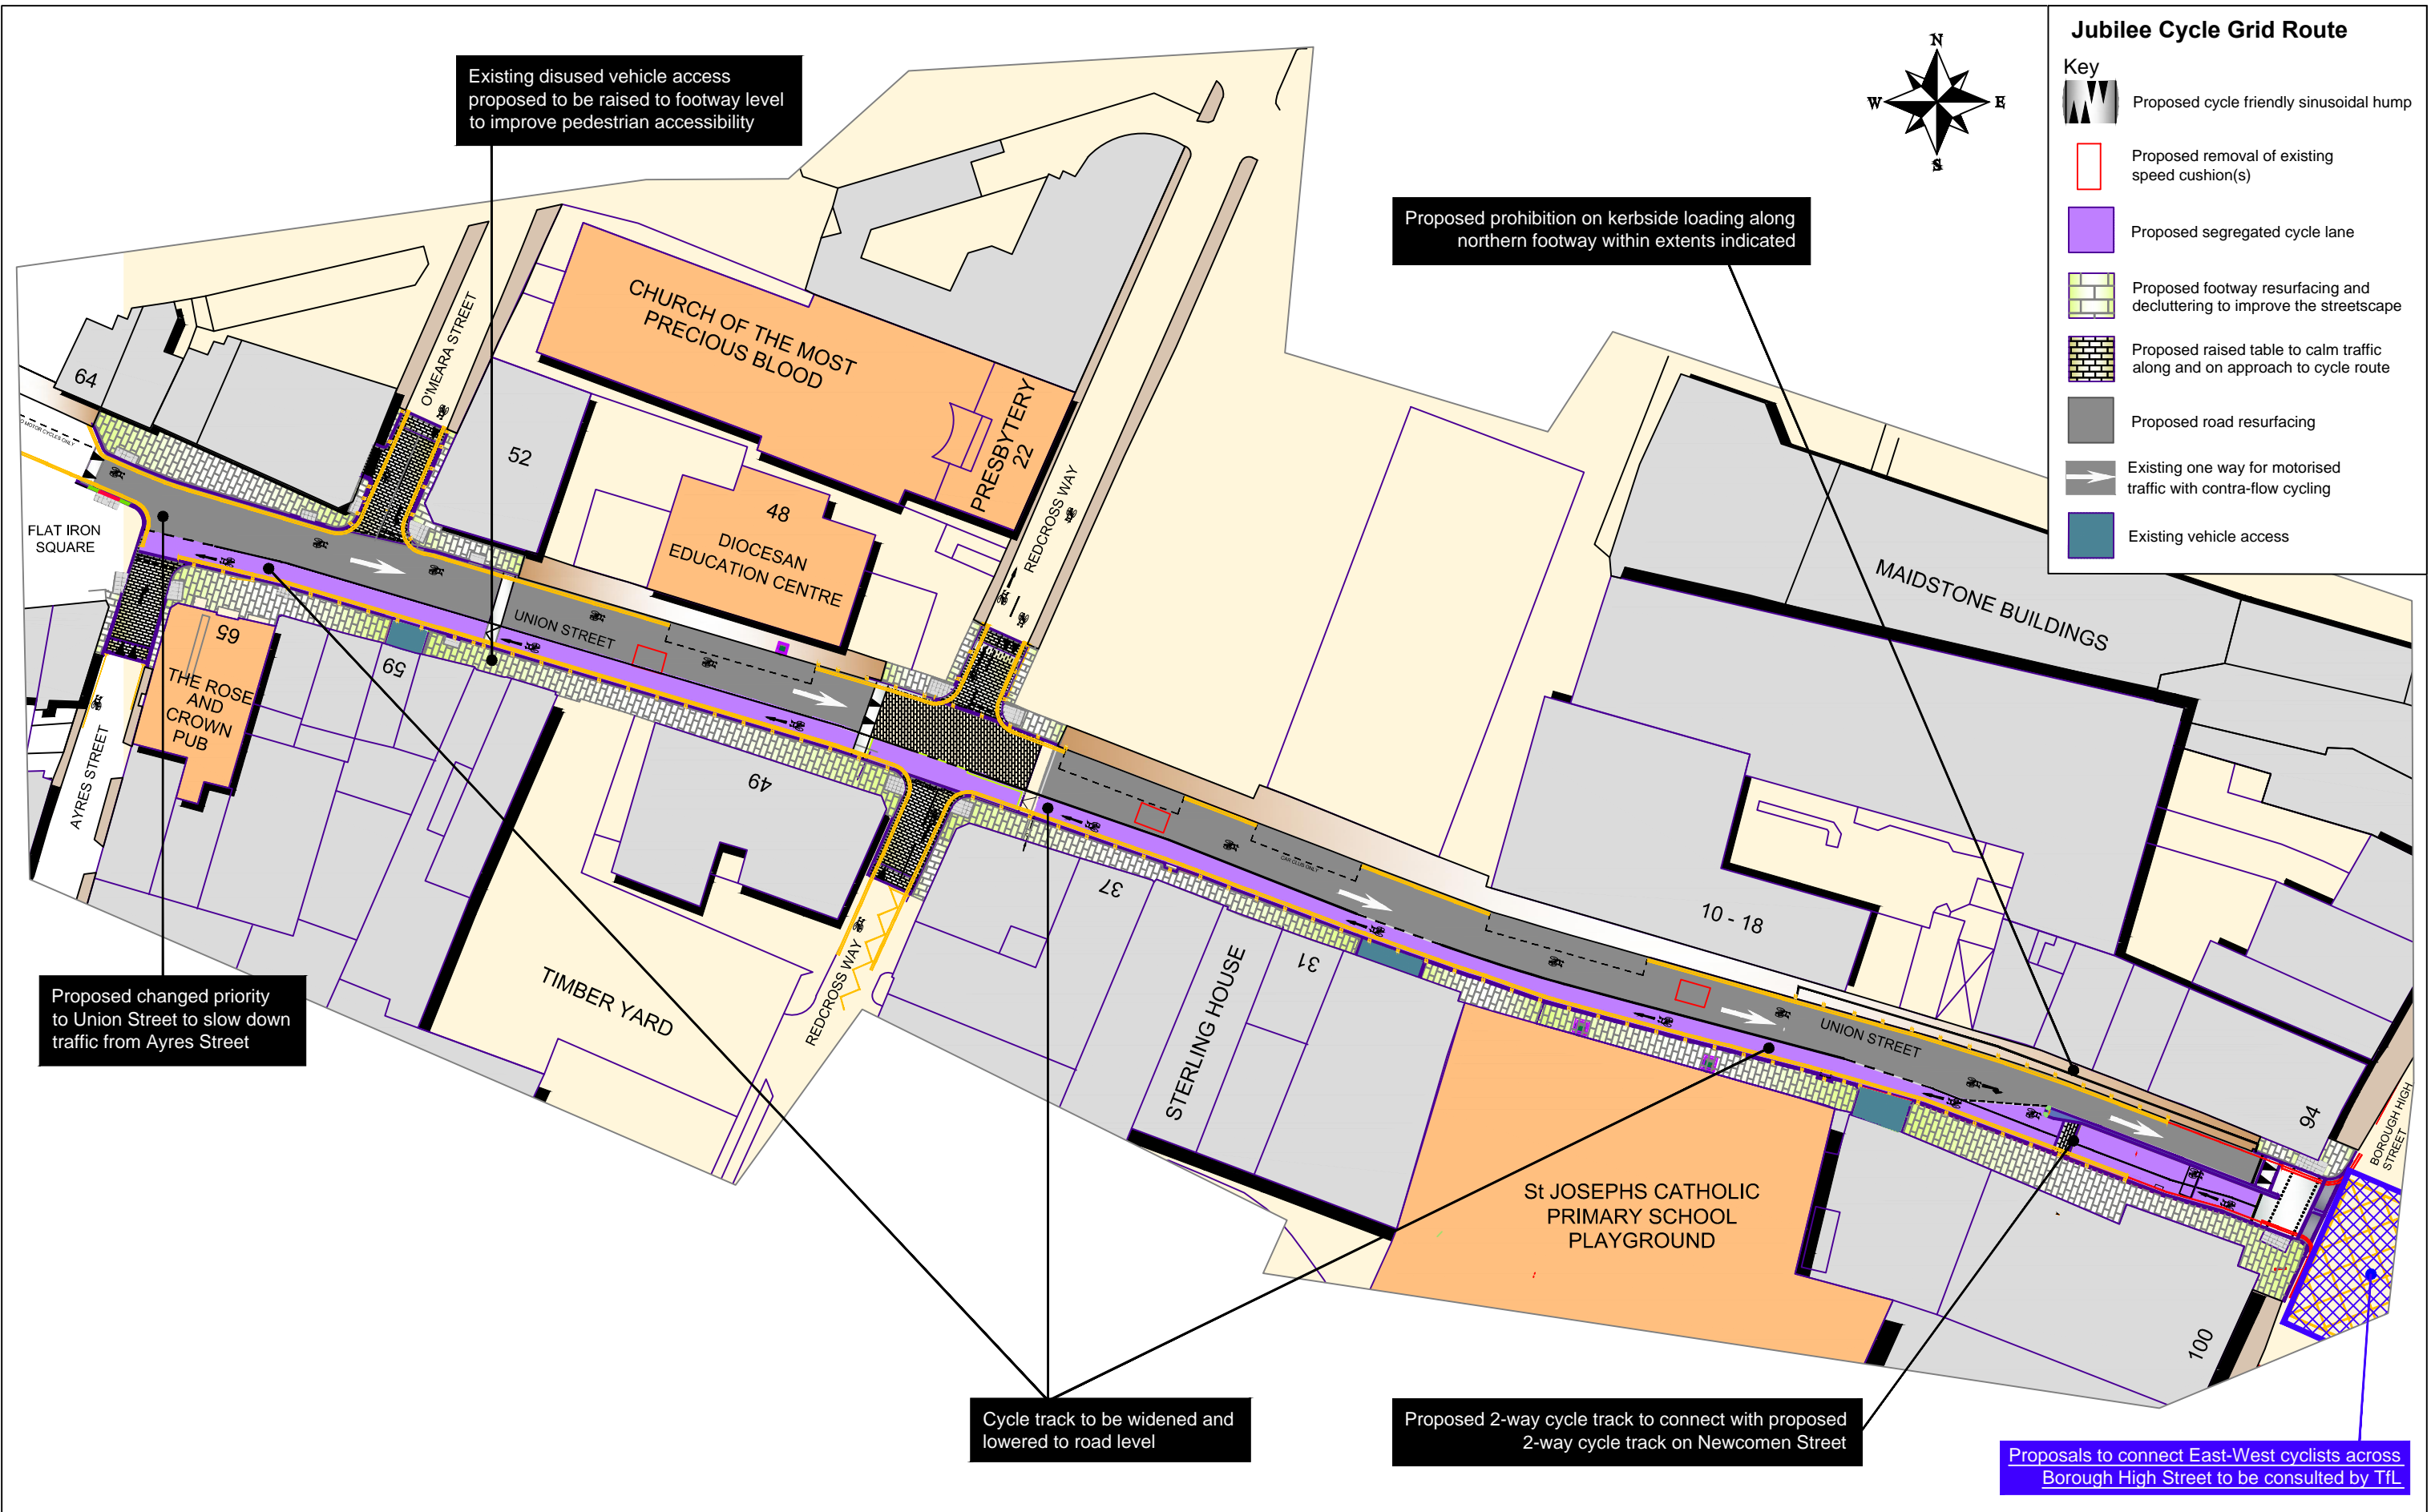 Jubilee Cycle Grid Route
Key
Proposed cycle friendly sinusoidal hump
Proposed removal of existing
speed cushion(s)
Proposed segregated cycle lane
Proposed footway resurfacing and
decluttering to improve the streetscape
Proposed raised table to calm traffic
along and on approach to cycle route
Proposed road resurfacing
Existing one way for motorised
traffic with contra-flow cycling
Existing vehicle access
N
W
E
S
Existing disused vehicle access
proposed to be raised to footway level
to improve pedestrian accessibility
Proposed prohibition on kerbside loading along
northern footway within extents indicated
CHURCH OF THE MOST
PRECIOUS BLOOD
PRESBYTERY
22
O'MEARA STREET
64
52
48
DIOCESAN
EDUCATION CENTRE
REDCROSS WAY
MAIDSTONE BUILDINGS
MOTOR CYCLES ONLY
FLAT IRON
SQUARE
UNION STREET
65
THE ROSE
AND
CROWN
PUB
59
AYRES STREET
49
TIMBER YARD
REDCROSS WAY
37
CAR CLUB ONLY
STERLING HOUSE
31
10 - 18
UNION STREET
94
BOROUGH HIGH
STREET
St JOSEPHS CATHOLIC
PRIMARY SCHOOL
PLAYGROUND
100
Proposed changed priority
to Union Street to slow down
traffic from Ayres Street
Cycle track to be widened and
lowered to road level
Proposed 2-way cycle track to connect with proposed
2-way cycle track on Newcomen Street
Proposals to connect East-West cyclists across
Borough High Street to be consulted by TfL